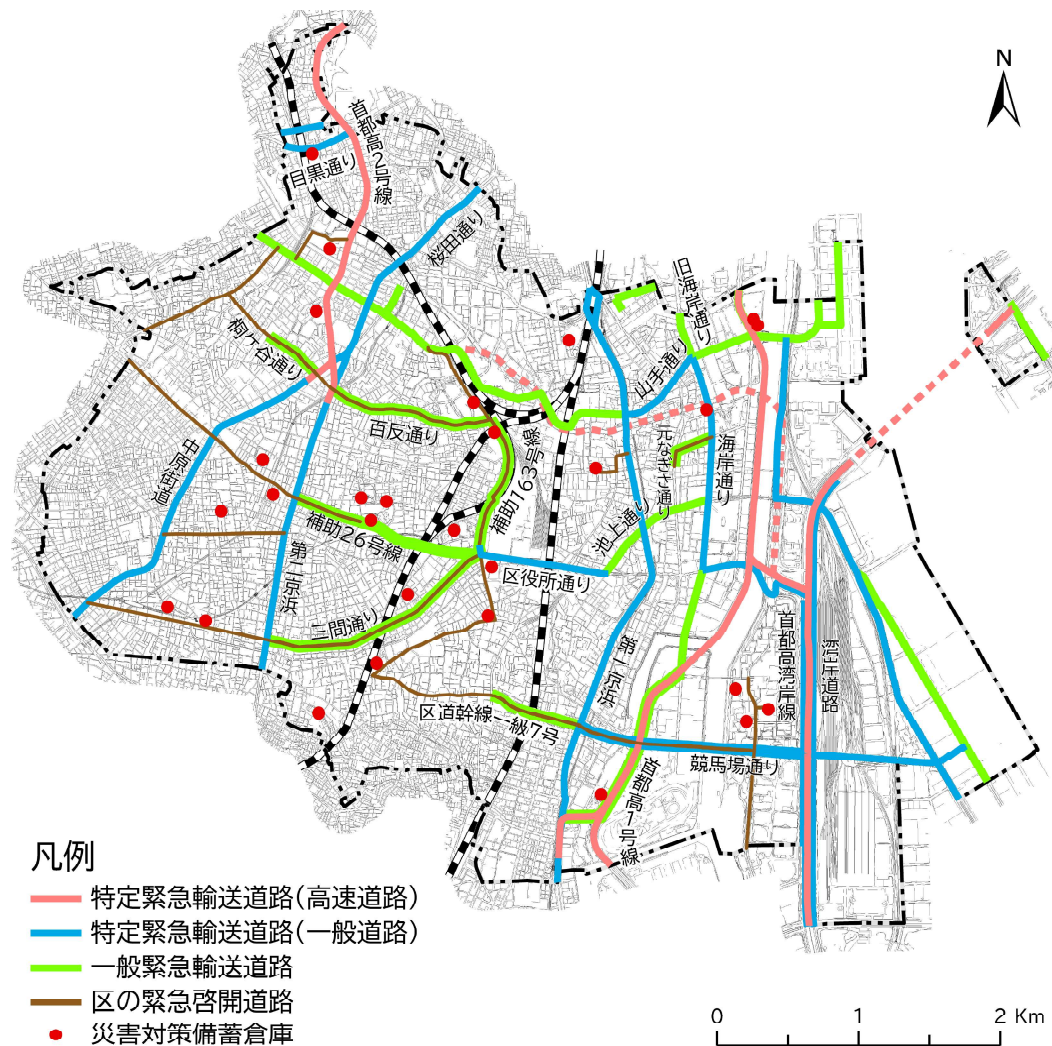 N
首都高2号線
目黒通り
桜田通り
旧海岸通り
桐ヶ谷通り
山手通り
百反通り
補助163号線
元なぎさ通り
海岸通り
中原街道
池上通り
補助26号線
第二京浜
区役所通り
二間通り
第一京浜
首都高湾岸線
湾岸道路
区道幹線一級7号
競馬場通り
首都高1号線
凡例
特定緊急輸送道路(高速道路)
特定緊急輸送道路(一般道路)
一般緊急輸送道路
区の緊急啓開道路
災害対策備蓄倉庫
0 1 2 Km